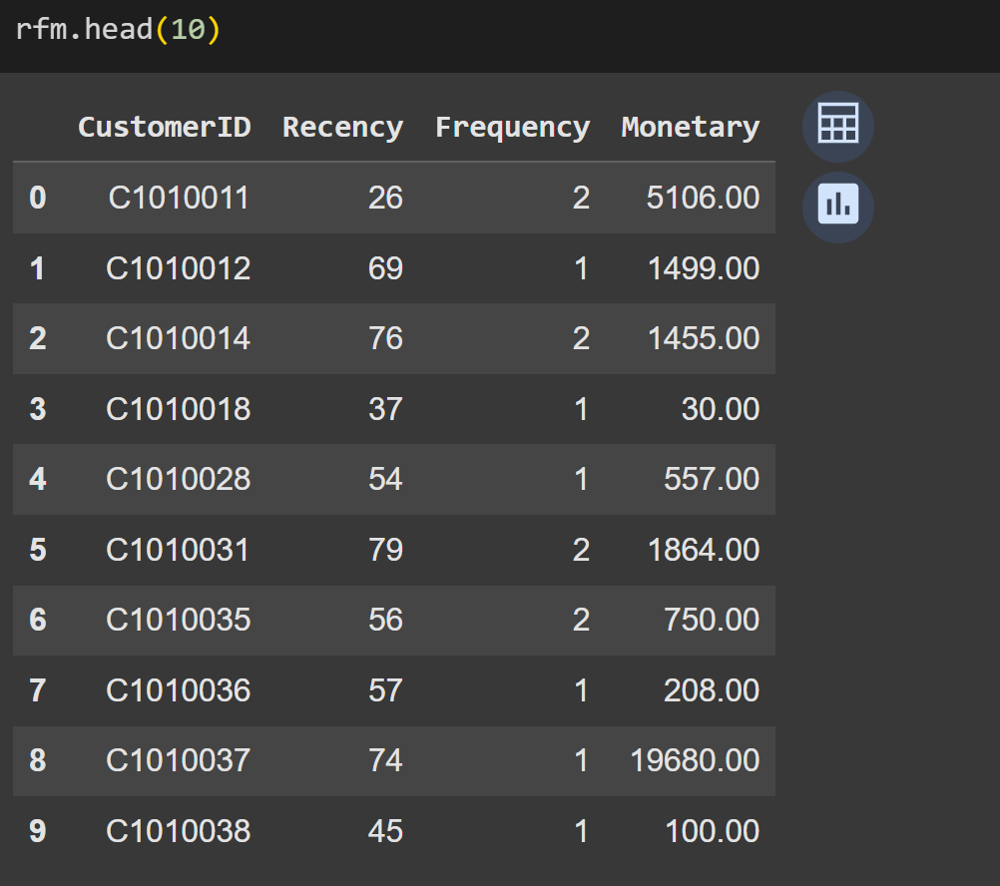 rfm.head(10)
CustomerID Recency Frequency Monetary
0 C1010011 26 2 5106.00
1 C1010012 69 1 1499.00
2 C1010014 76 2 1455.00
3 C1010018 37 1 30.00
4 C1010028 54 1 557.00
5 C1010031 79 2 1864.00
6 C1010035 56 2 750.00
7 C1010036 57 1 208.00
8 C1010037 74 1 19680.00
9 C1010038 45 1 100.00